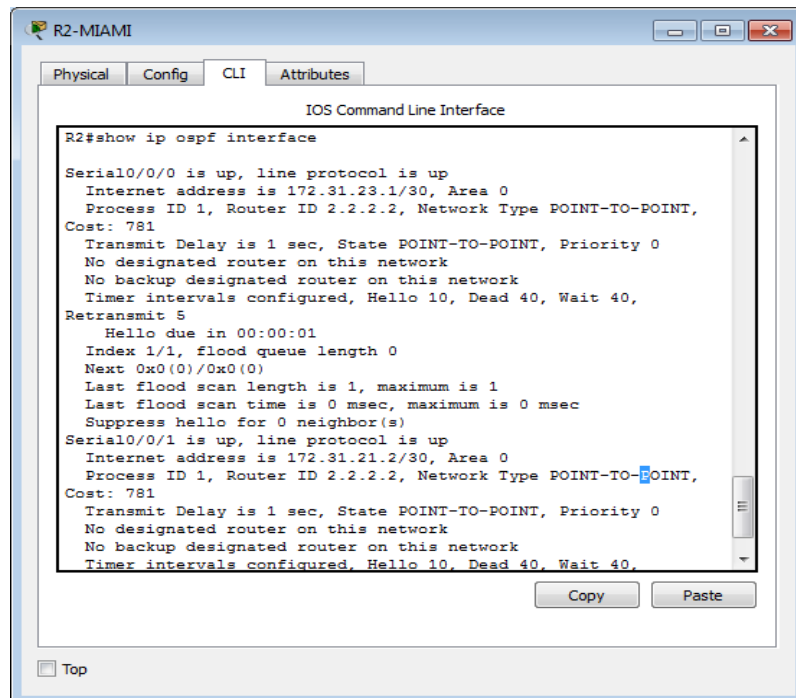 R2-MIAMI
Physical Config CLI Attributes
IOS Command Line Interface
R2#show ip ospf interface
Serial0/0/0 is up, line protocol is up
Internet address is 172.31.23.1/30, Area 0
Process ID 1, Router ID 2.2.2.2, Network Type POINT-TO-POINT,
Cost: 781
Transmit Delay is 1 sec, State POINT-TO-POINT, Priority 0
No designated router on this network
No backup designated router on this network
Timer intervals configured, Hello 10, Dead 40, Wait 40,
Retransmit 5
Hello due in 00:00:01
Index 1/1, flood queue length 0
Next 0x0(0)/0x0(0)
Last flood scan length is 1, maximum is 1
Last flood scan time is 0 msec, maximum is 0 msec
Suppress hello for 0 neighbor(s)
Serial0/0/1 is up, line protocol is up
Internet address is 172.31.21.2/30, Area 0
Process ID 1, Router ID 2.2.2.2, Network Type POINT-TO-POINT,
Cost: 781
Transmit Delay is 1 sec, State POINT-TO-POINT, Priority 0
No designated router on this network
No backup designated router on this network
Timer intervals configured, Hello 10, Dead 40, Wait 40,
Copy Paste
Top